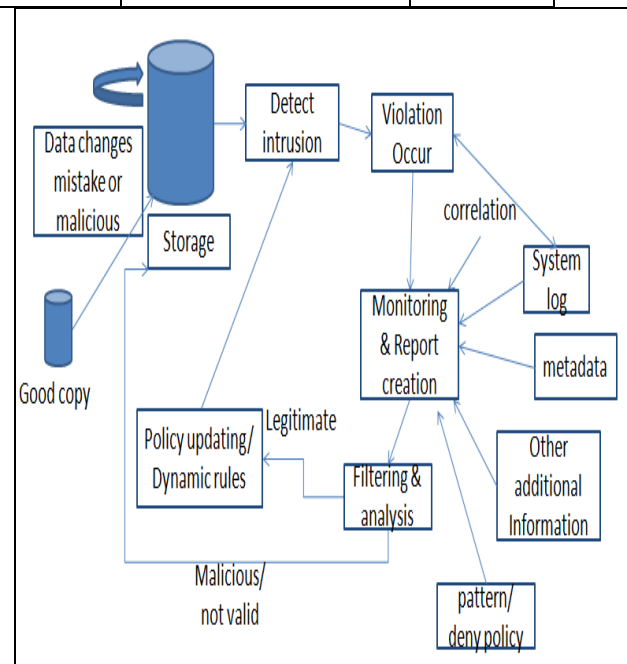 Data changes
mistake or
malicious
Storage
Good copy
Detect
intrusion
Violation
Occur
correlation
System
log
Monitoring
& Report
creation
metadata
Other
additional
Information
pattern/
deny policy
Filtering &
analysis
Legitimate
Policy updating/
Dynamic rules
Malicious/
not valid